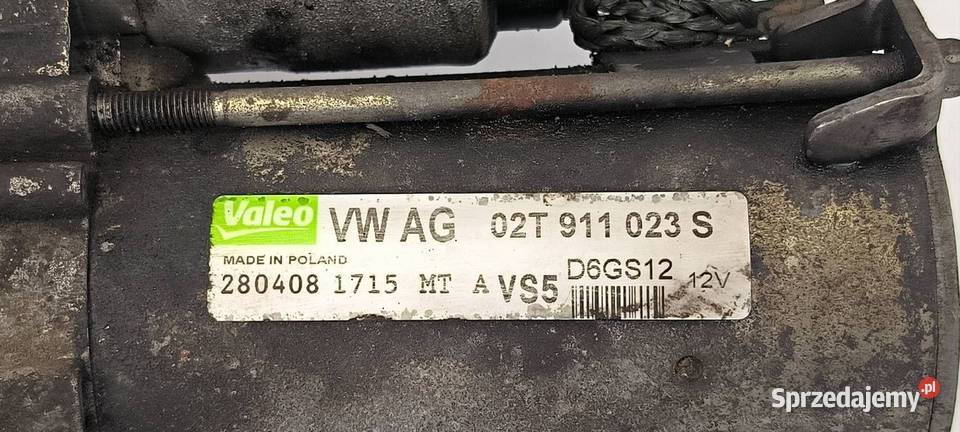 Valeo VW AG 02T 911 023 S
MADE IN POLAND
280408 1715 MT A VS5 D6GS12 12V
Sprzedajemy.pl